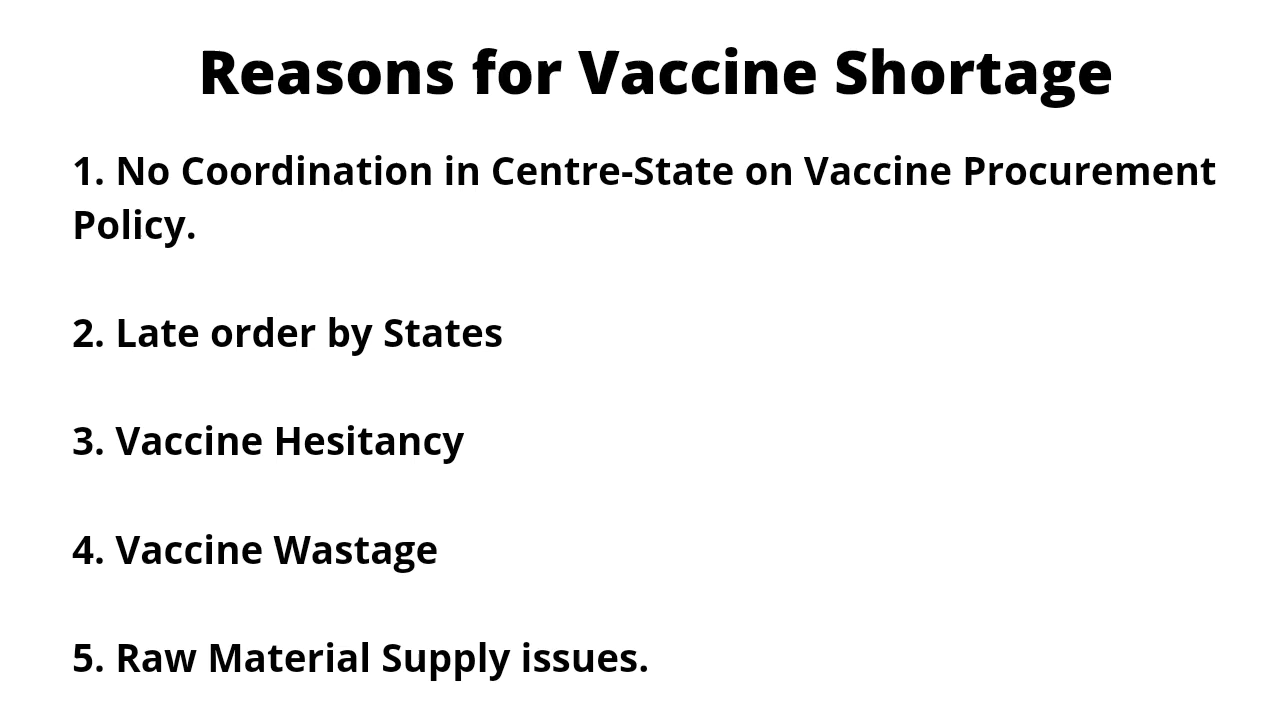 Reasons for Vaccine Shortage
1. No Coordination in Centre-State on Vaccine Procurement
Policy.
2. Late order by States
3. Vaccine Hesitancy
4. Vaccine Wastage
5. Raw Material Supply issues.